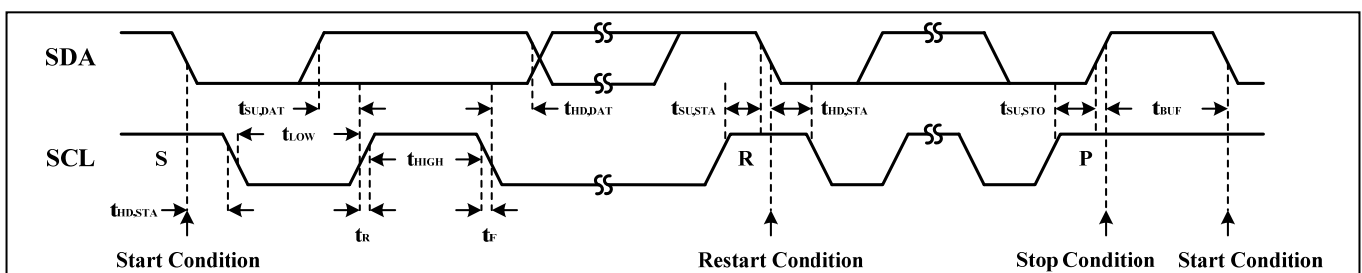 SDA
tSU,DAT
tHD,DAT
tSU,STA
tHD,STA
tSU,STO
tBUF
tLOW
SCL
S
tHIGH
R
P
tHD,STA
tR
tF
Start Condition
Restart Condition
Stop Condition
Start Condition